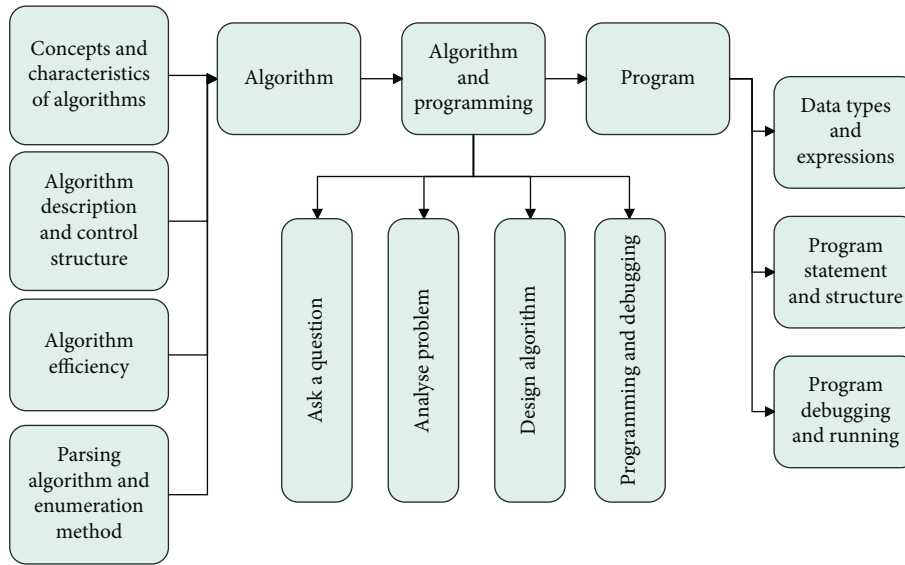 Concepts and
characteristics
of algorithms
Algorithm
description
and control
structure
Algorithm
efficiency
Parsing
algorithm and
enumeration
method
Algorithm
Algorithm
and
programming
Program
Ask a question
Analyse problem
Design algorithm
Programming and debugging
Data types
and
expressions
Program
statement
and structure
Program
debugging
and running